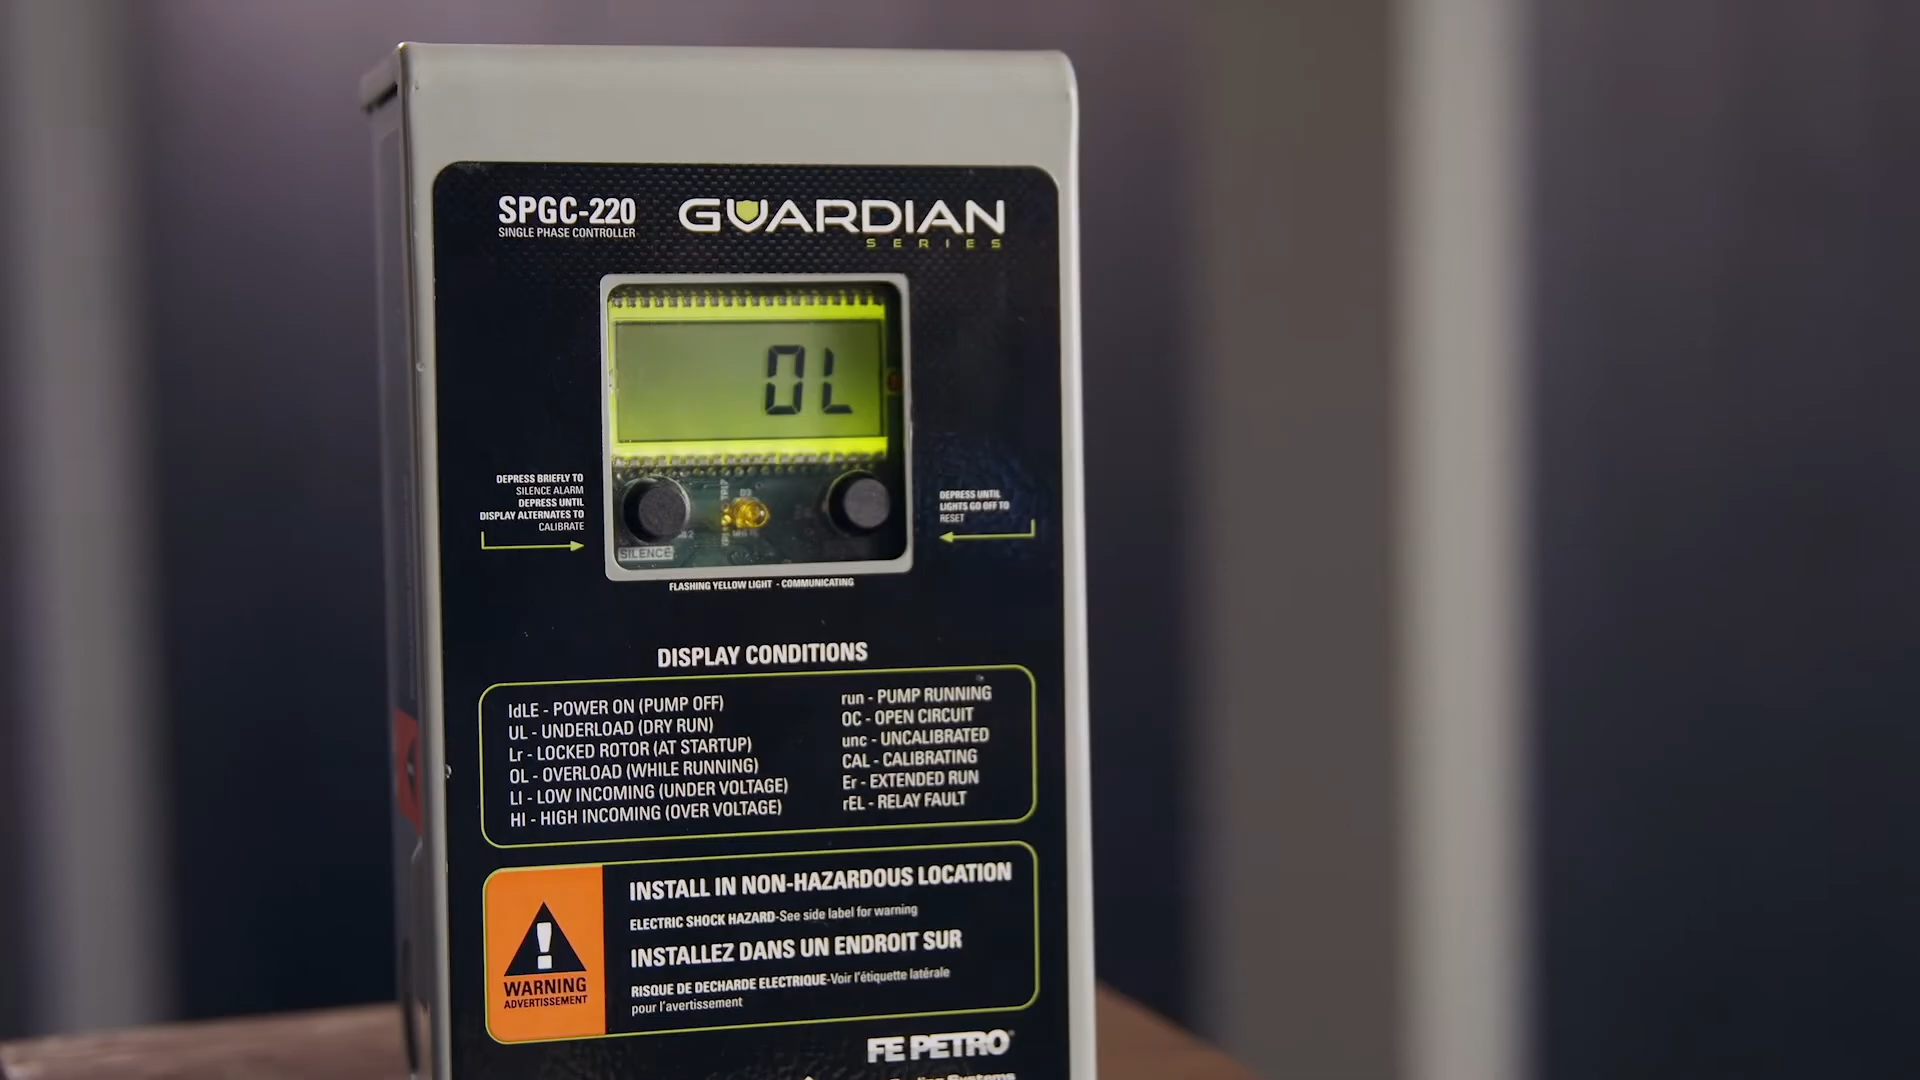 SPGC-220
SINGLE PHASE CONTROLLER
GUARDIAN
SERIES
OL
DEPRESS BRIEFLY TO
SILENCE ALARM
DEPRESS UNTIL
DISPLAY ALTERNATES TO
CALIBRATE
DEPRESS UNTIL
LIGHTS GO OFF TO
RESET
SILENCE
FLASHING YELLOW LIGHT - COMMUNICATING
DISPLAY CONDITIONS
IdLE - POWER ON (PUMP OFF)
UL - UNDERLOAD (DRY RUN)
Lr - LOCKED ROTOR (AT STARTUP)
OL - OVERLOAD (WHILE RUNNING)
LI - LOW INCOMING (UNDER VOLTAGE)
HI - HIGH INCOMING (OVER VOLTAGE)
run - PUMP RUNNING
OC - OPEN CIRCUIT
unc - UNCALIBRATED
CAL - CALIBRATING
Er - EXTENDED RUN
rEL - RELAY FAULT
WARNING
ADVERTISSEMENT
INSTALL IN NON-HAZARDOUS LOCATION
ELECTRIC SHOCK HAZARD-See side label for warning
INSTALLEZ DANS UN ENDROIT SUR
RISQUE DE DECHARGE ELECTRIQUE-Voir l'étiquette latérale
pour l'avertissement
FE PETRO